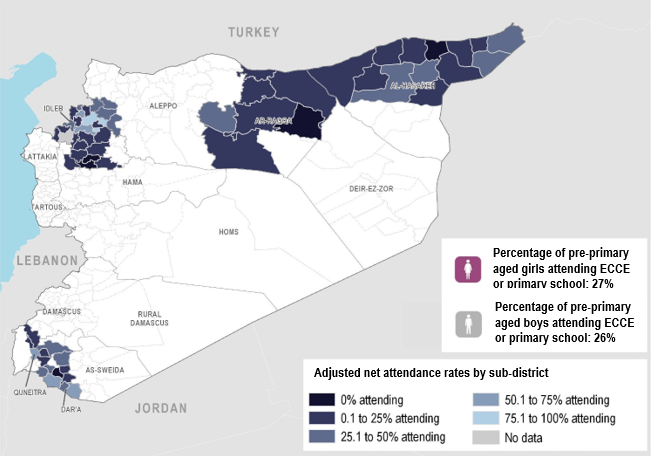 TURKEY
IDLEB
ALEPPO
AL-HASAKEH
AR-RAQQA
LATTAKIA
HAMA
DEIR-EZ-ZOR
TARTOUS
HOMS
LEBANON
DAMASCUS
RURAL
DAMASCUS
AS-SWEIDA
QUNEITRA
DAR'A
JORDAN
Percentage of pre-primary
aged girls attending ECCE
or primary school: 27%
Percentage of pre-primary
aged boys attending ECCE
or primary school: 26%
Adjusted net attendance rates by sub-district
0% attending
0.1 to 25% attending
25.1 to 50% attending
50.1 to 75% attending
75.1 to 100% attending
No data